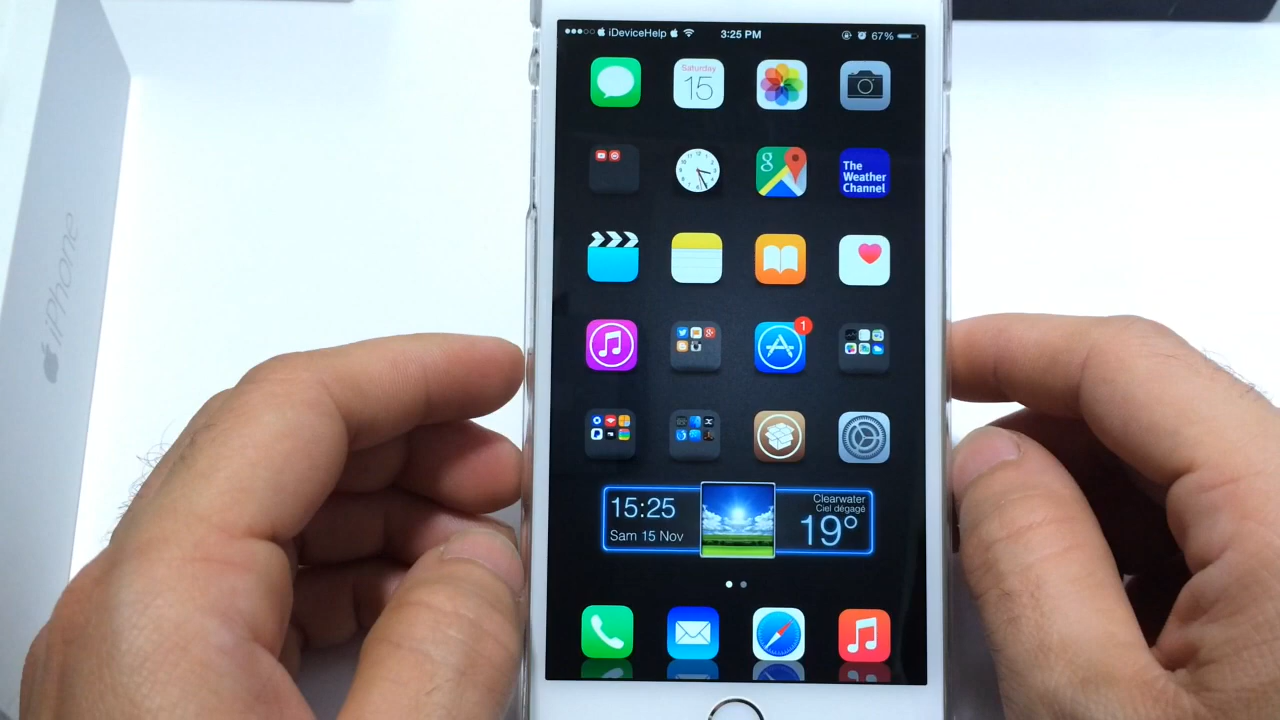 iDeviceHelp
3:25 PM
67%
Saturday
15
g
The
Weather
Channel
1
15:25
Sam 15 Nov
Clearwater
Ciel dégagé
19°
iPhone